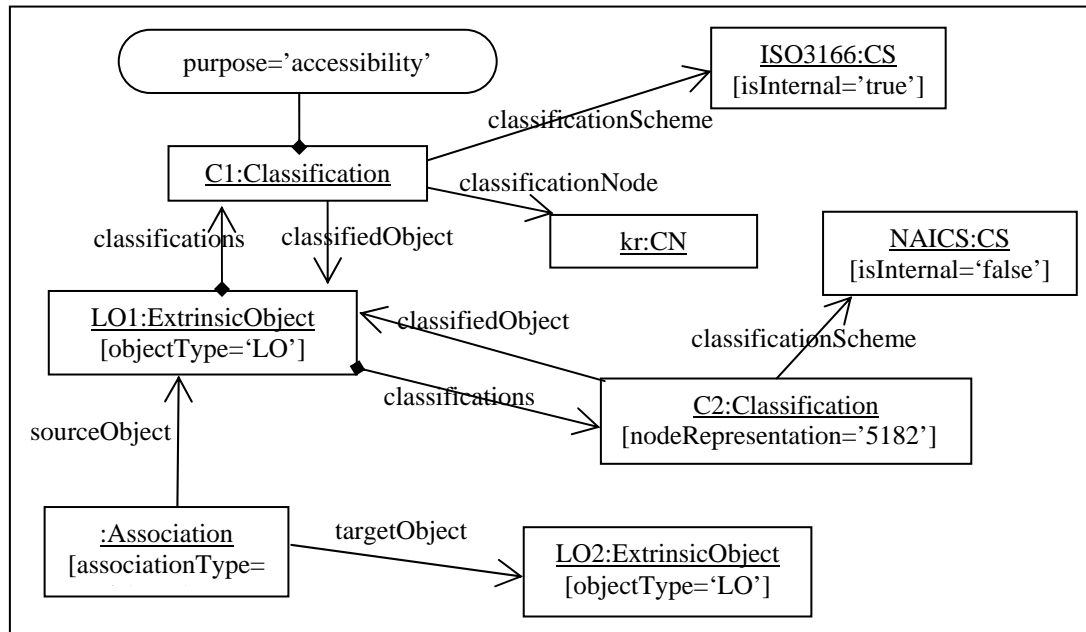 purpose=’accessibility’
ISO3166:CS
[isInternal=’true’]
classificationScheme
C1:Classification
classificationNode
kr:CN
NAICS:CS
[isInternal=‘false’]
classifications
classifiedObject
LO1:ExtrinsicObject
[objectType=‘LO’]
classifiedObject
classificationScheme
classifications
C2:Classification
[nodeRepresentation=’5182’]
sourceObject
:Association
[associationType=
targetObject
LO2:ExtrinsicObject
[objectType=‘LO’]